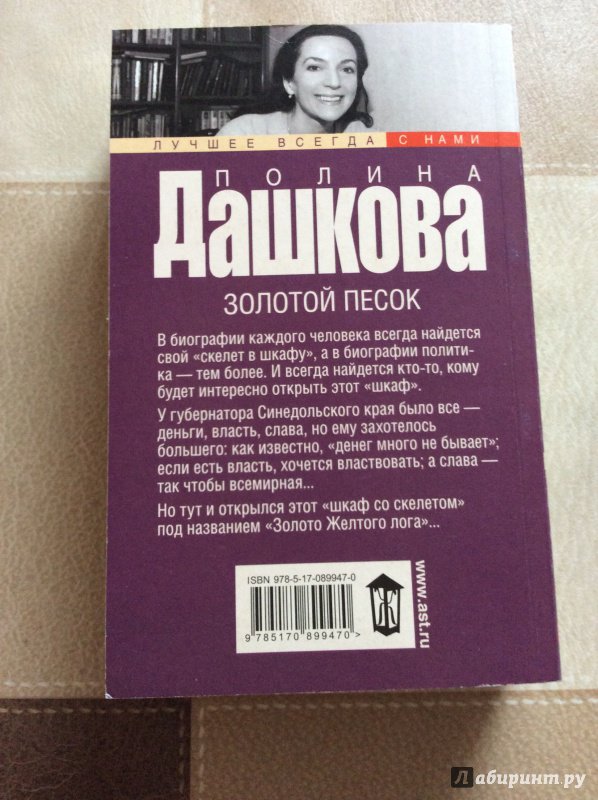 ЛУЧШЕЕ ВСЕГДА С НАМИ
ПОЛИНА
ДАШКОВА
ЗОЛОТОЙ ПЕСОК
В биографии каждого человека всегда найдется
свой «скелет в шкафу», а в биографии полити-
ка — тем более. И всегда найдется кто-то, кому
будет интересно открыть этот «шкаф».
У губернатора Синедольского края было все —
деньги, власть, слава, но ему захотелось
большего: как известно, «денег много не бывает»;
если есть власть, хочется властвовать; а слава —
так чтобы всемирная...
Но тут и открылся этот «шкаф со скелетом»
под названием «Золото Желтого лога»...
ISBN 978-5-17-089947-0
9 785170 899470 >
Ж
www.ast.ru
Л лабиринт.ру